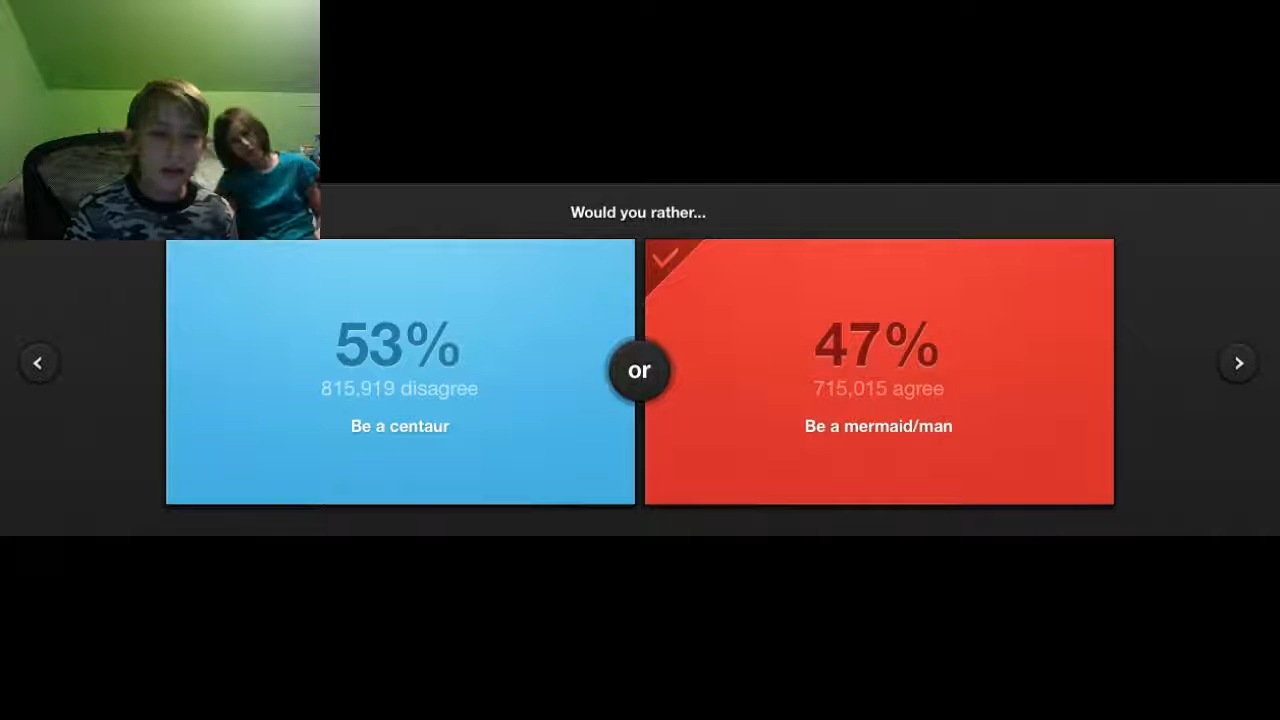 Would you rather...
53%
815,919 disagree
Be a centaur
or
47%
715,015 agree
Be a mermaid/man